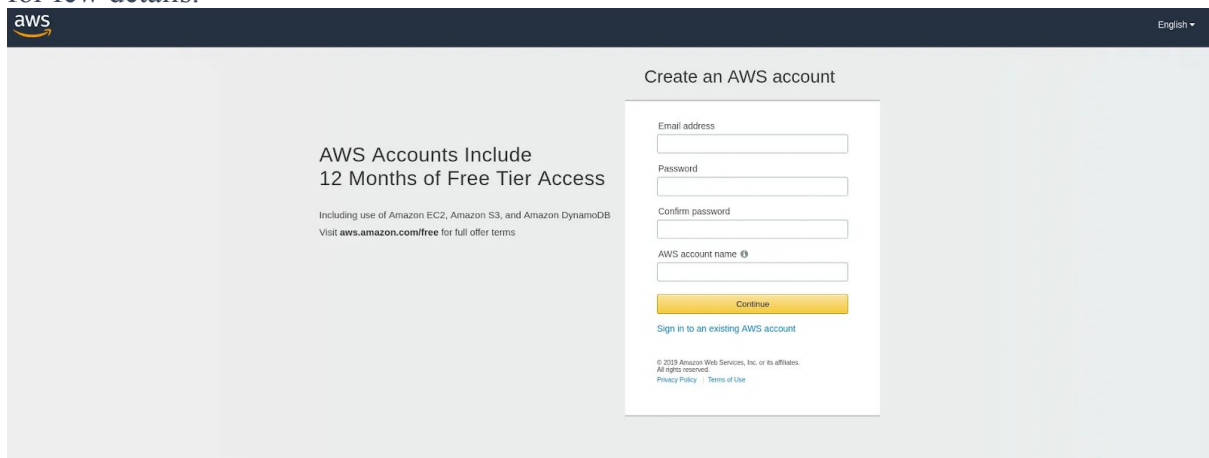 for few details.
aws
English
Create an AWS account
AWS Accounts Include
12 Months of Free Tier Access
Including use of Amazon EC2, Amazon S3, and Amazon DynamoDB
Visit aws.amazon.com/free for full offer terms
Email address
Password
Confirm password
AWS account name
Continue
Sign in to an existing AWS account
© 2019 Amazon Web Services, Inc. or its affiliates.
All rights reserved.
Privacy Policy | Terms of Use